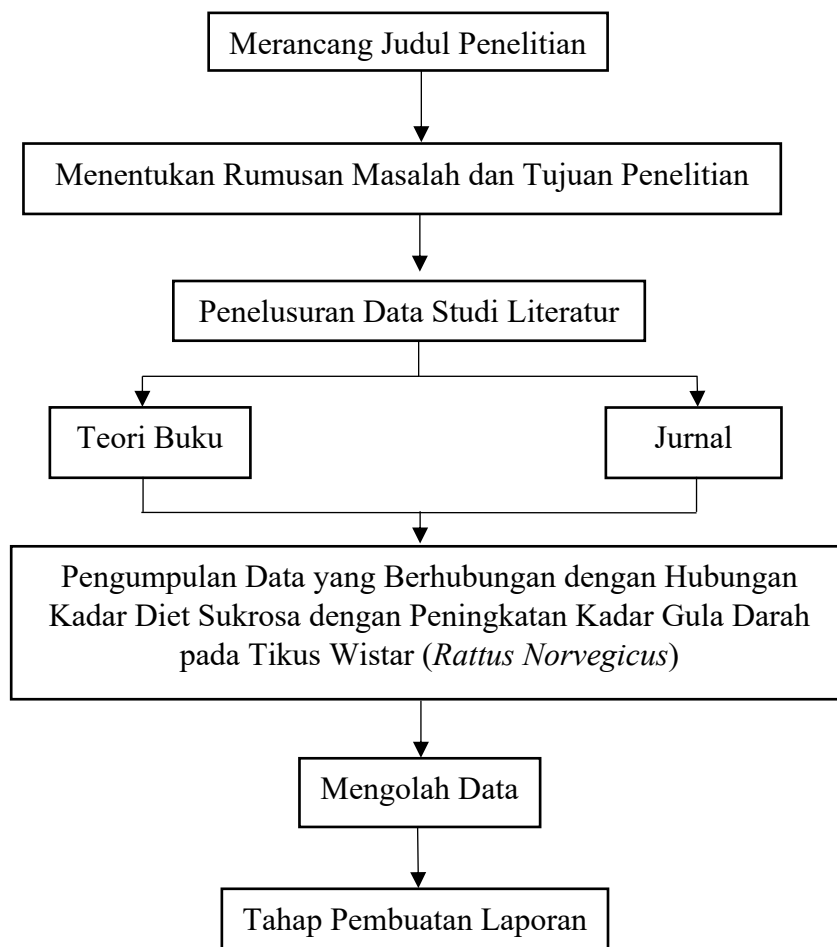 Merancang Judul Penelitian
Menentukan Rumusan Masalah dan Tujuan Penelitian
Penelusuran Data Studi Literatur
Teori Buku
Jurnal
Pengumpulan Data yang Berhubungan dengan Hubungan
Kadar Diet Sukrosa dengan Peningkatan Kadar Gula Darah
pada Tikus Wistar (Rattus Norvegicus)
Mengolah Data
Tahap Pembuatan Laporan